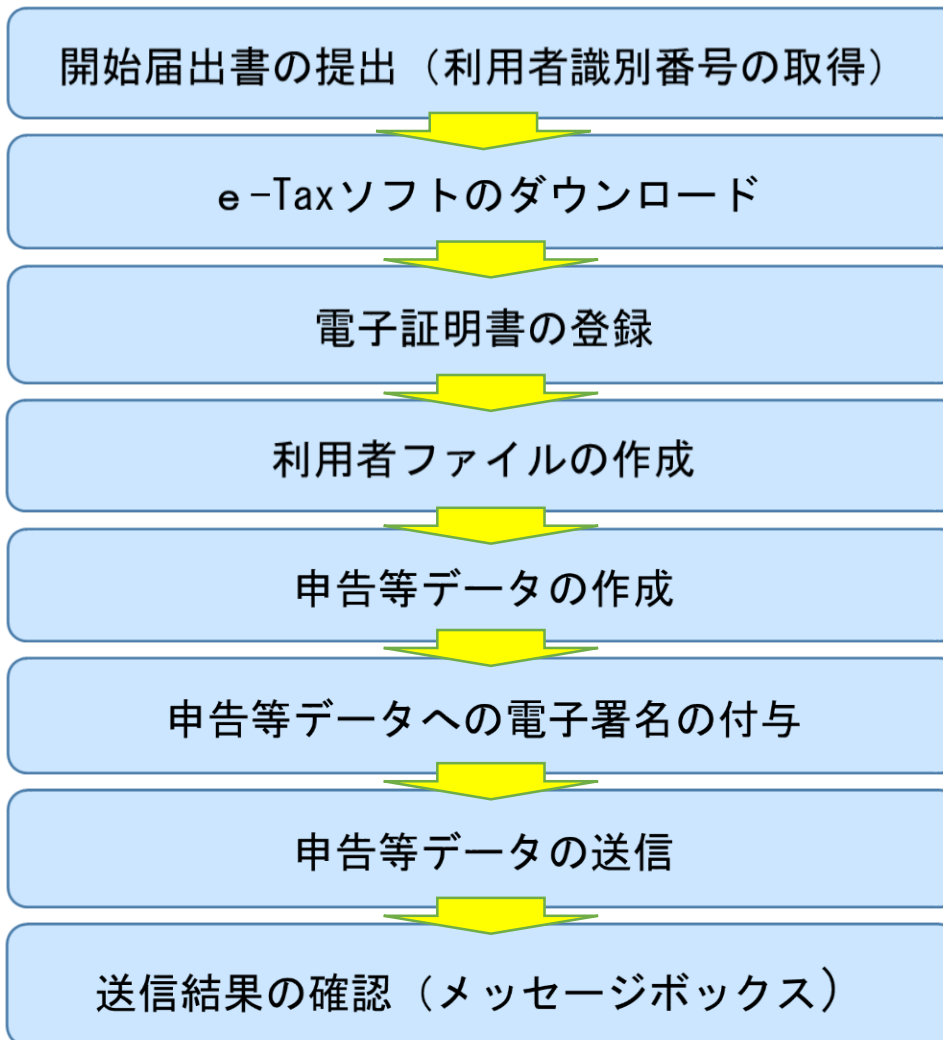 開始届出書の提出（利用者識別番号の取得）
ｅ-Taxソフトのダウンロード
電子証明書の登録
利用者ファイルの作成
申告等データの作成
申告等データへの電子署名の付与
申告等データの送信
送信結果の確認（メッセージボックス）